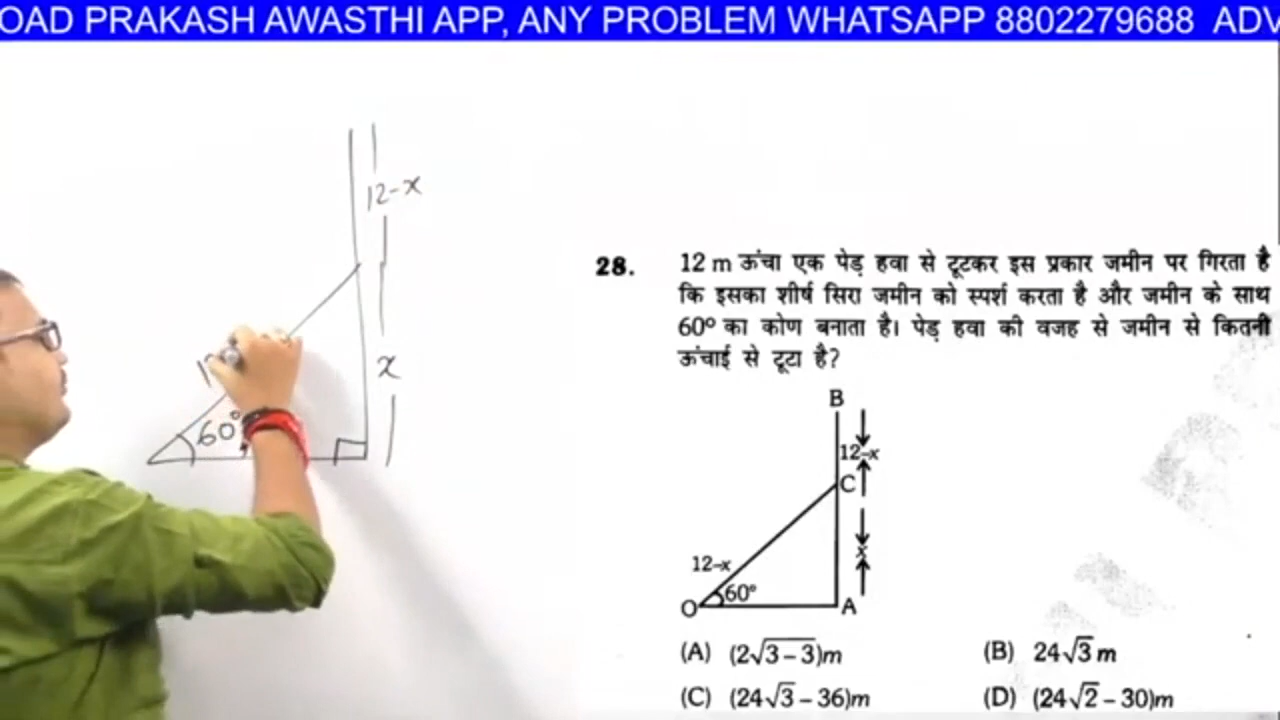 OAD PRAKASH AWASTHI APP, ANY PROBLEM WHATSAPP 8802279688 ADV
12-x
x
60°
28. 12 m ऊंचा एक पेड़ हवा से टूटकर इस प्रकार जमीन पर गिरता है
कि इसका शीर्ष सिरा जमीन को स्पर्श करता है और जमीन के साथ
60° का कोण बनाता है। पेड़ हवा की वजह से जमीन से कितनी
ऊंचाई से टूटा है?
B
12-x
C
x
12-x
60°
O
A
(A) (2√3-3)m (B) 24√3 m
(C) (24√3 - 36)m (D) (24√2 - 30)m